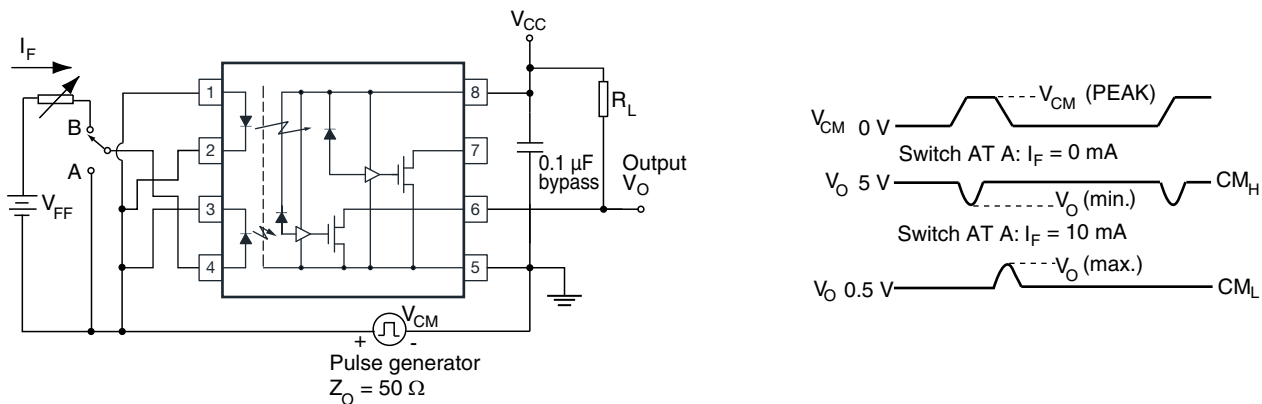 I_F
B
A
V_FF
1
2
3
4
8
7
6
5
V_CC
R_L
0.1 µF
bypass
Output
V_O
V_CM
+ -
Pulse generator
Z_O = 50 Ω
V_CM (PEAK)
V_CM 0 V
Switch AT A: I_F = 0 mA
V_O 5 V
CM_H
V_O (min.)
Switch AT A: I_F = 10 mA
V_O (max.)
V_O 0.5 V
CM_L